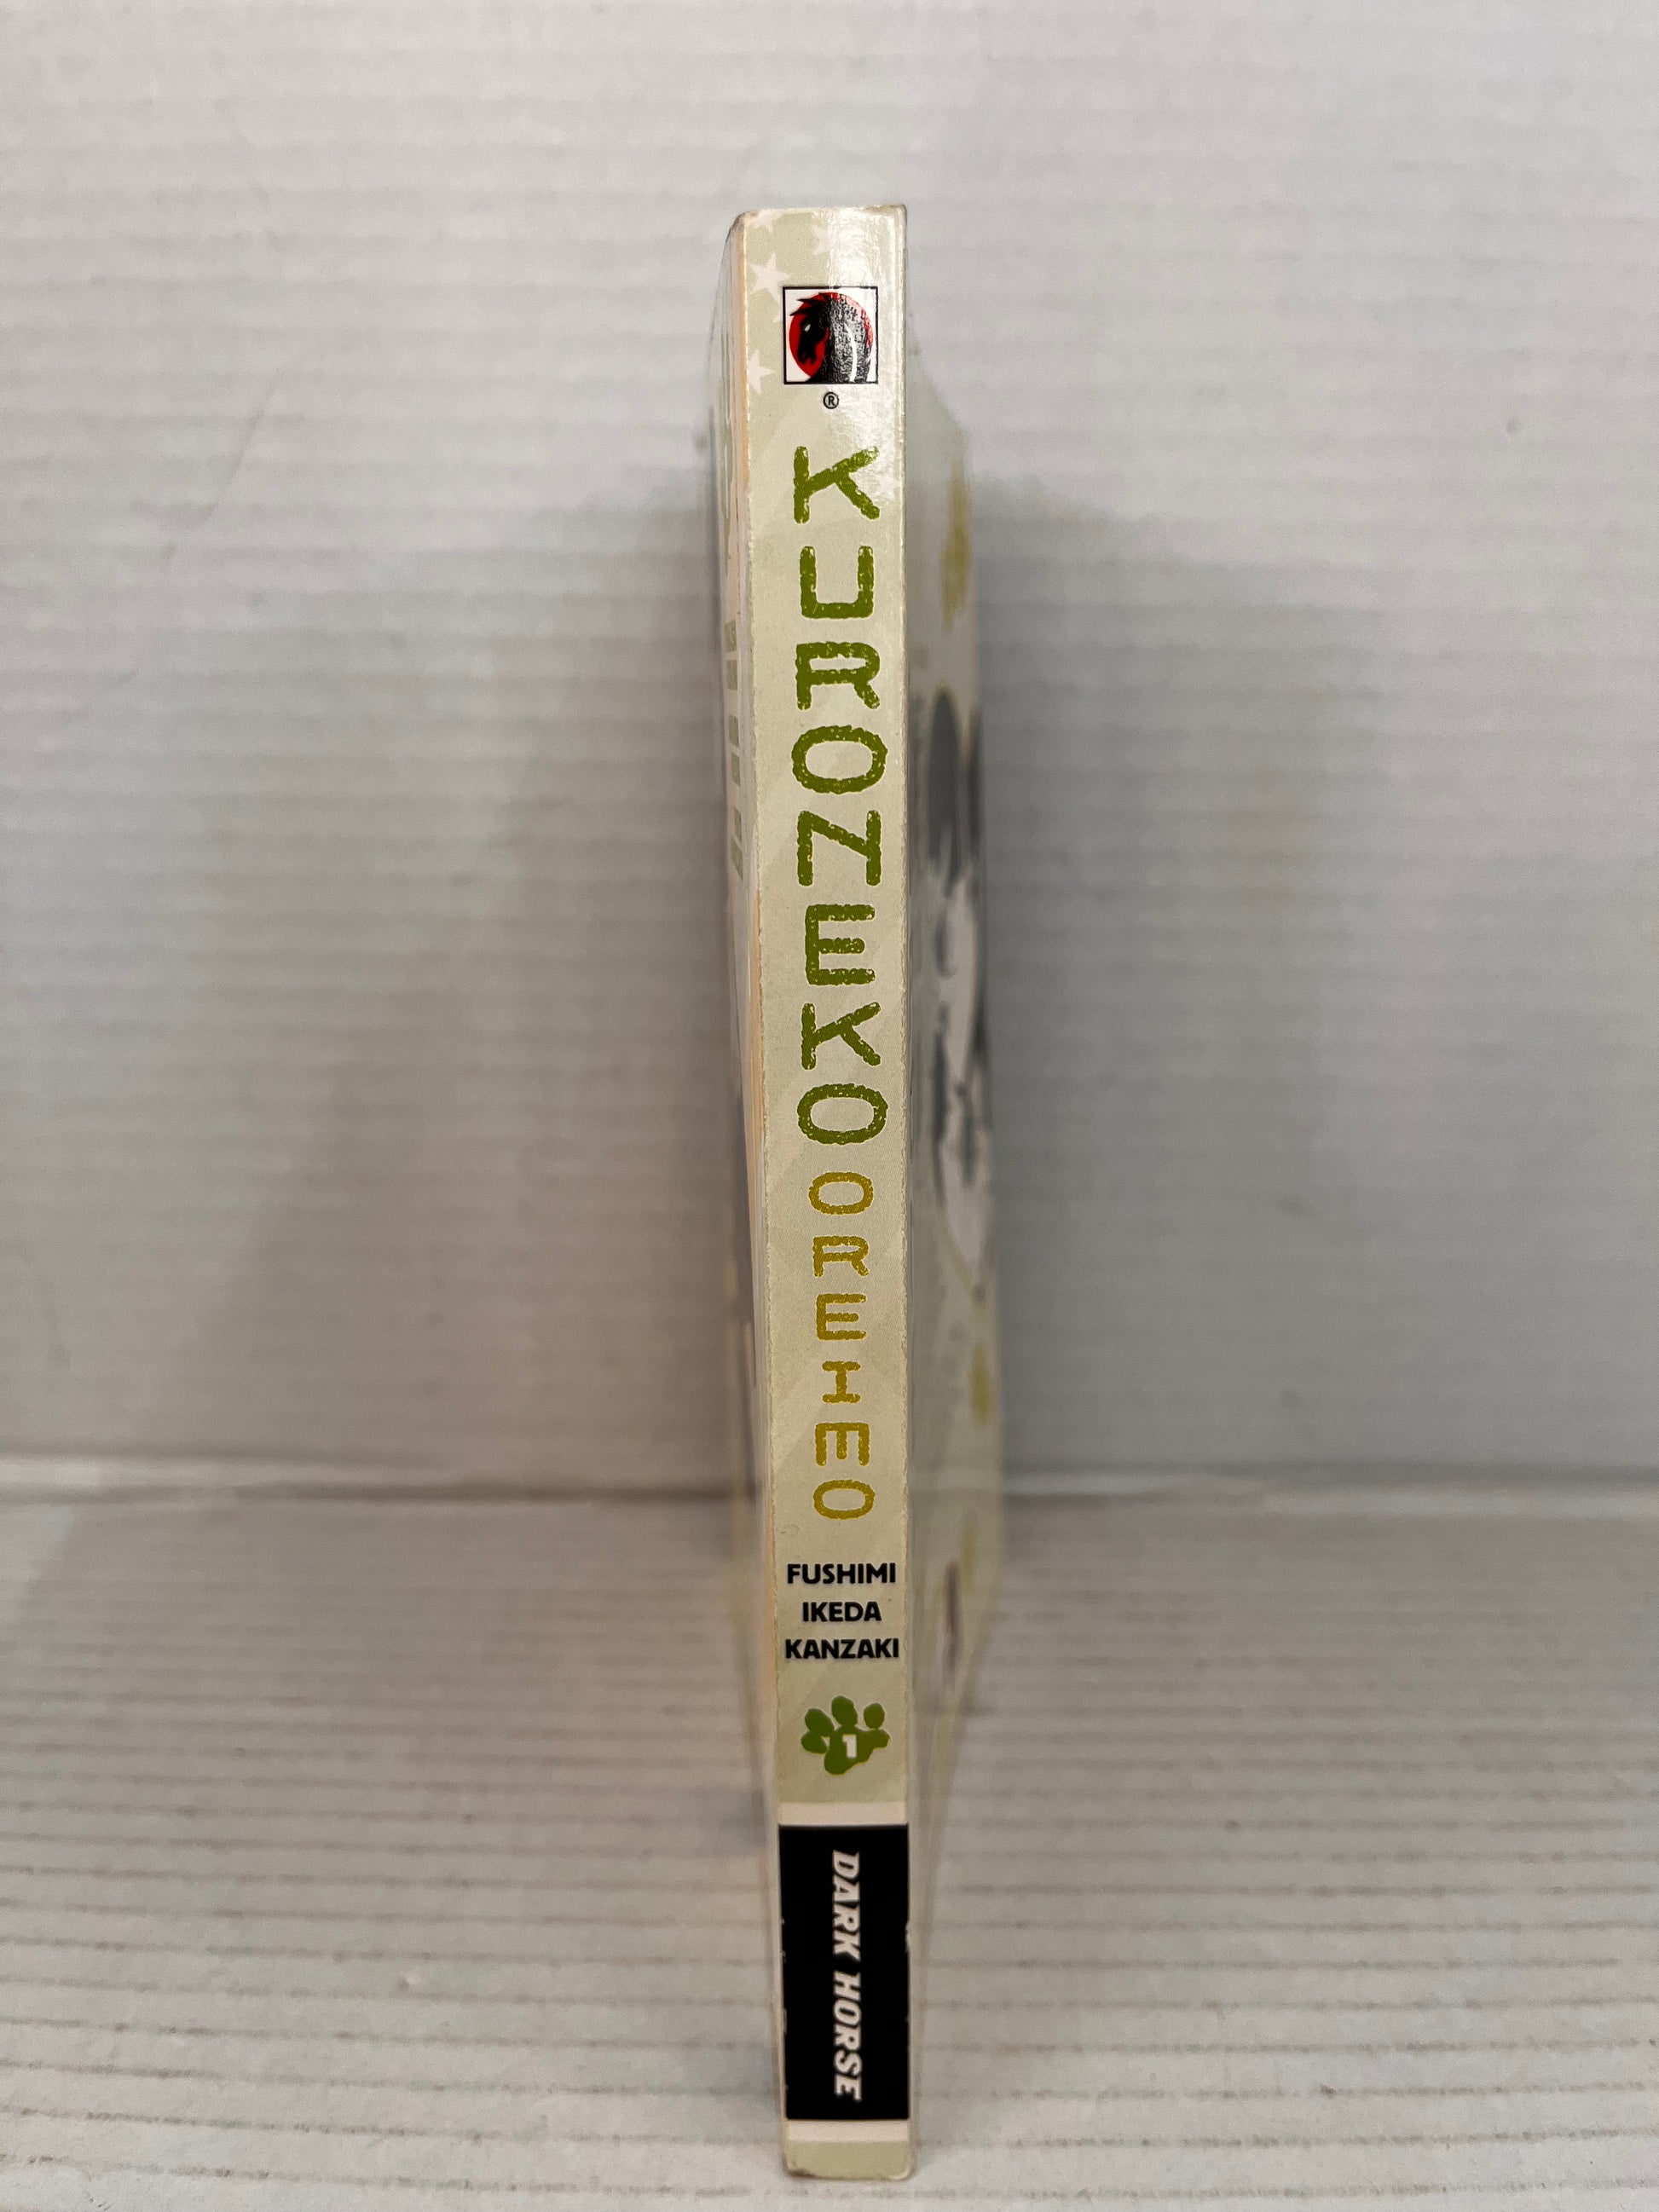 ®
KURONEKO OREIMO
FUSHIMI
IKEDA
KANZAKI
1
DARK HORSE